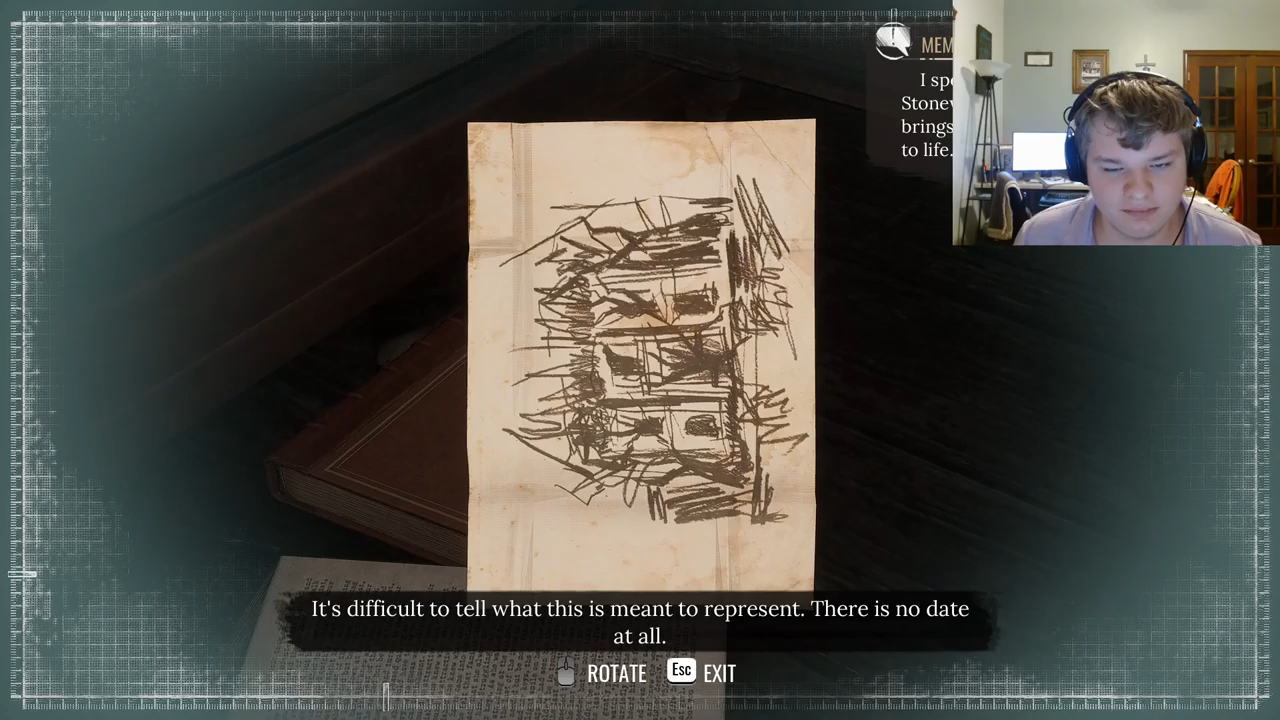 MEM
I spe
Stonew
brings
to life.
It's difficult to tell what this is meant to represent. There is no date
at all.
ROTATE
Esc
EXIT